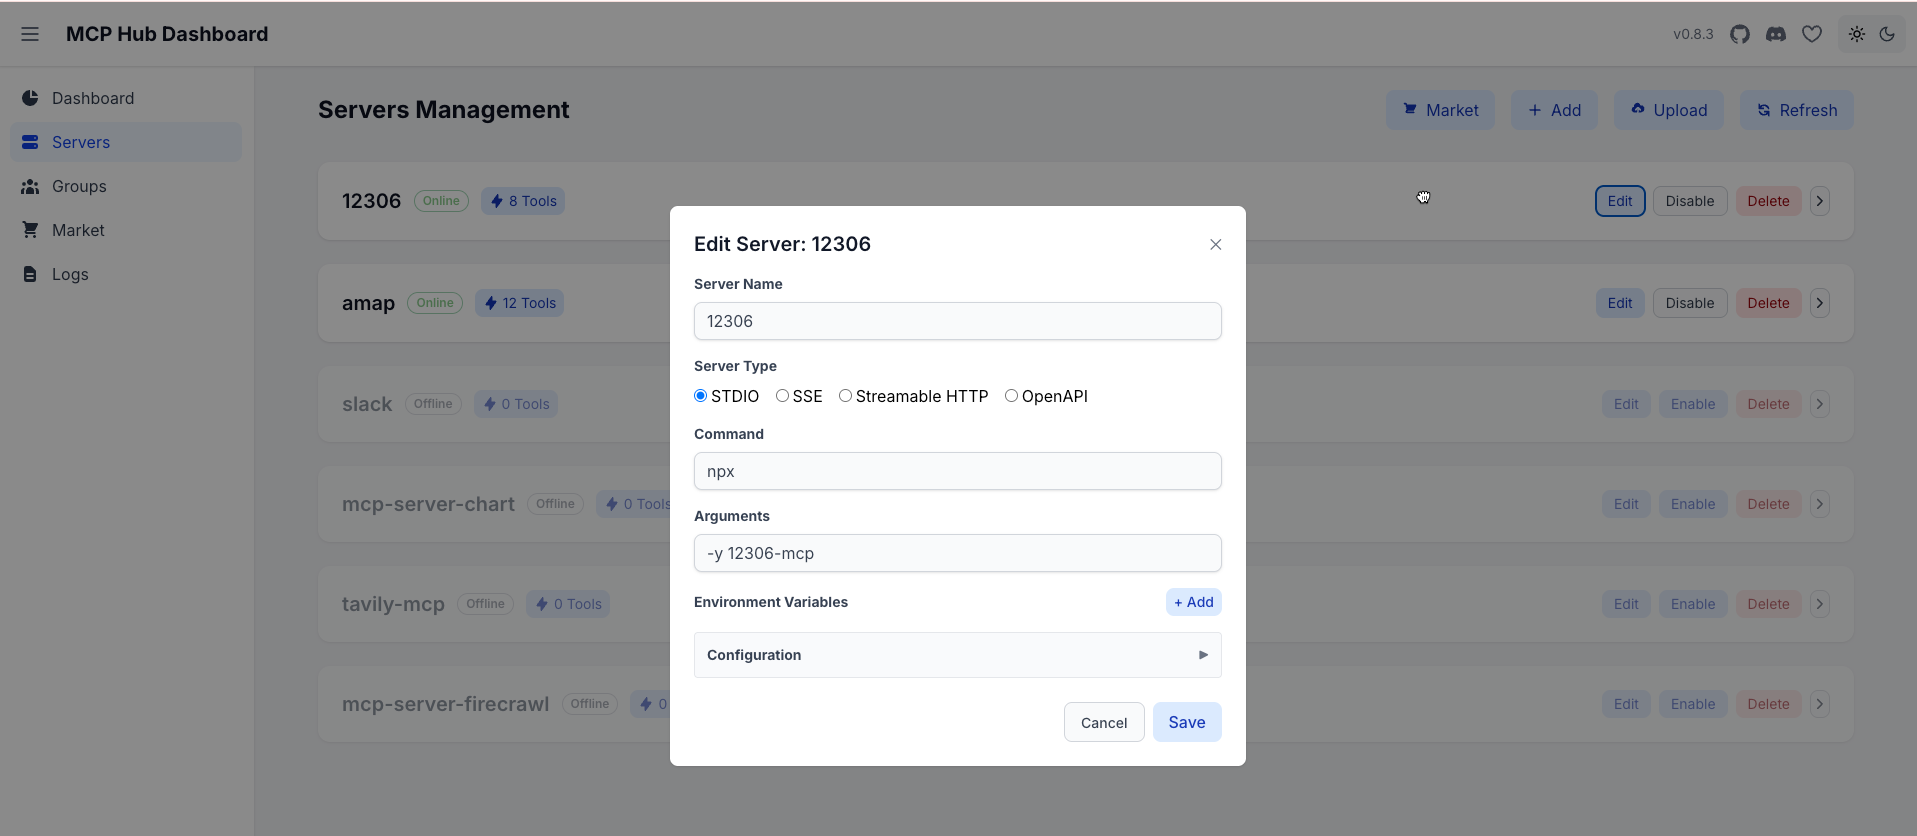 MCP Hub Dashboard
v0.8.3
Dashboard
Servers
Groups
Market
Logs
Servers Management
Market
+ Add
Upload
Refresh
12306 Online 8 Tools
Edit Disable Delete
amap Online 12 Tools
Edit Disable Delete
slack Offline 0 Tools
Edit Enable Delete
mcp-server-chart Offline 0 Tools
Edit Enable Delete
tavily-mcp Offline 0 Tools
Edit Enable Delete
mcp-server-firecrawl Offline 0
Edit Enable Delete
Edit Server: 12306
Server Name
12306
Server Type
STDIO SSE Streamable HTTP OpenAPI
Command
npx
Arguments
-y 12306-mcp
Environment Variables + Add
Configuration
Cancel Save